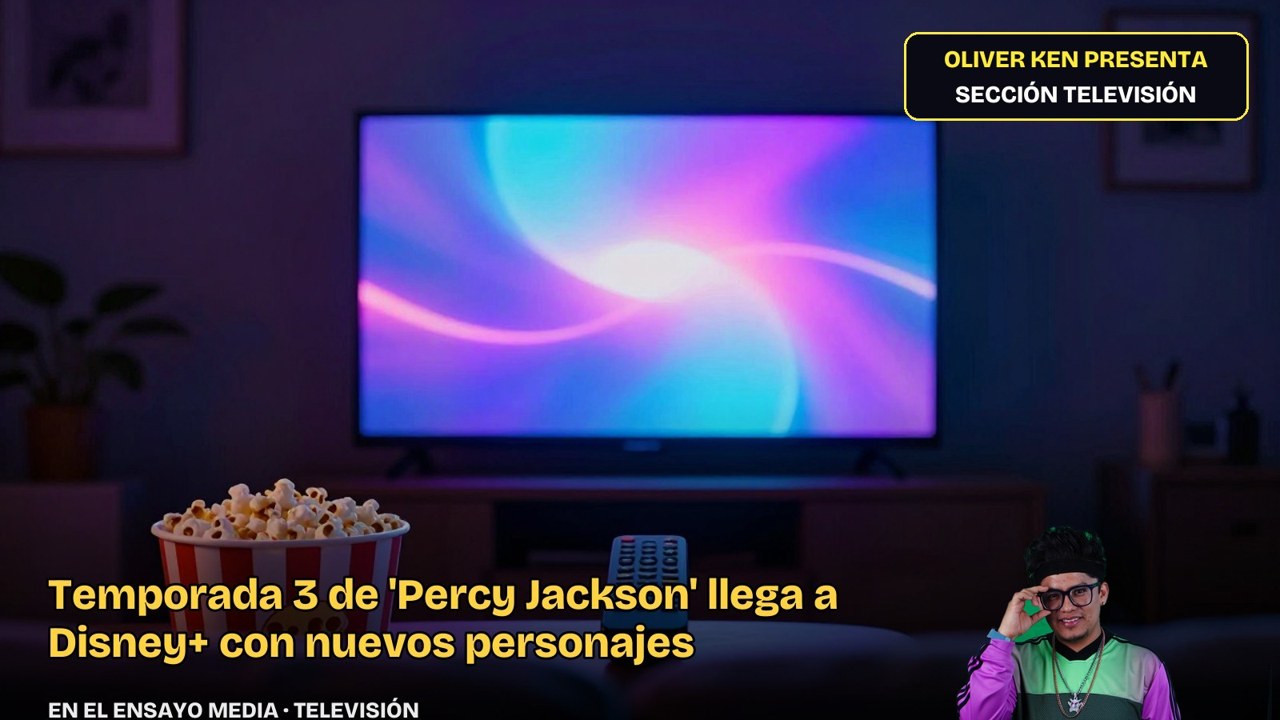 OLIVER KEN PRESENTA
SECCIÓN TELEVISIÓN
Temporada 3 de 'Percy Jackson' llega a
Disney+ con nuevos personajes
EN EL ENSAYO MEDIA · TELEVISIÓN